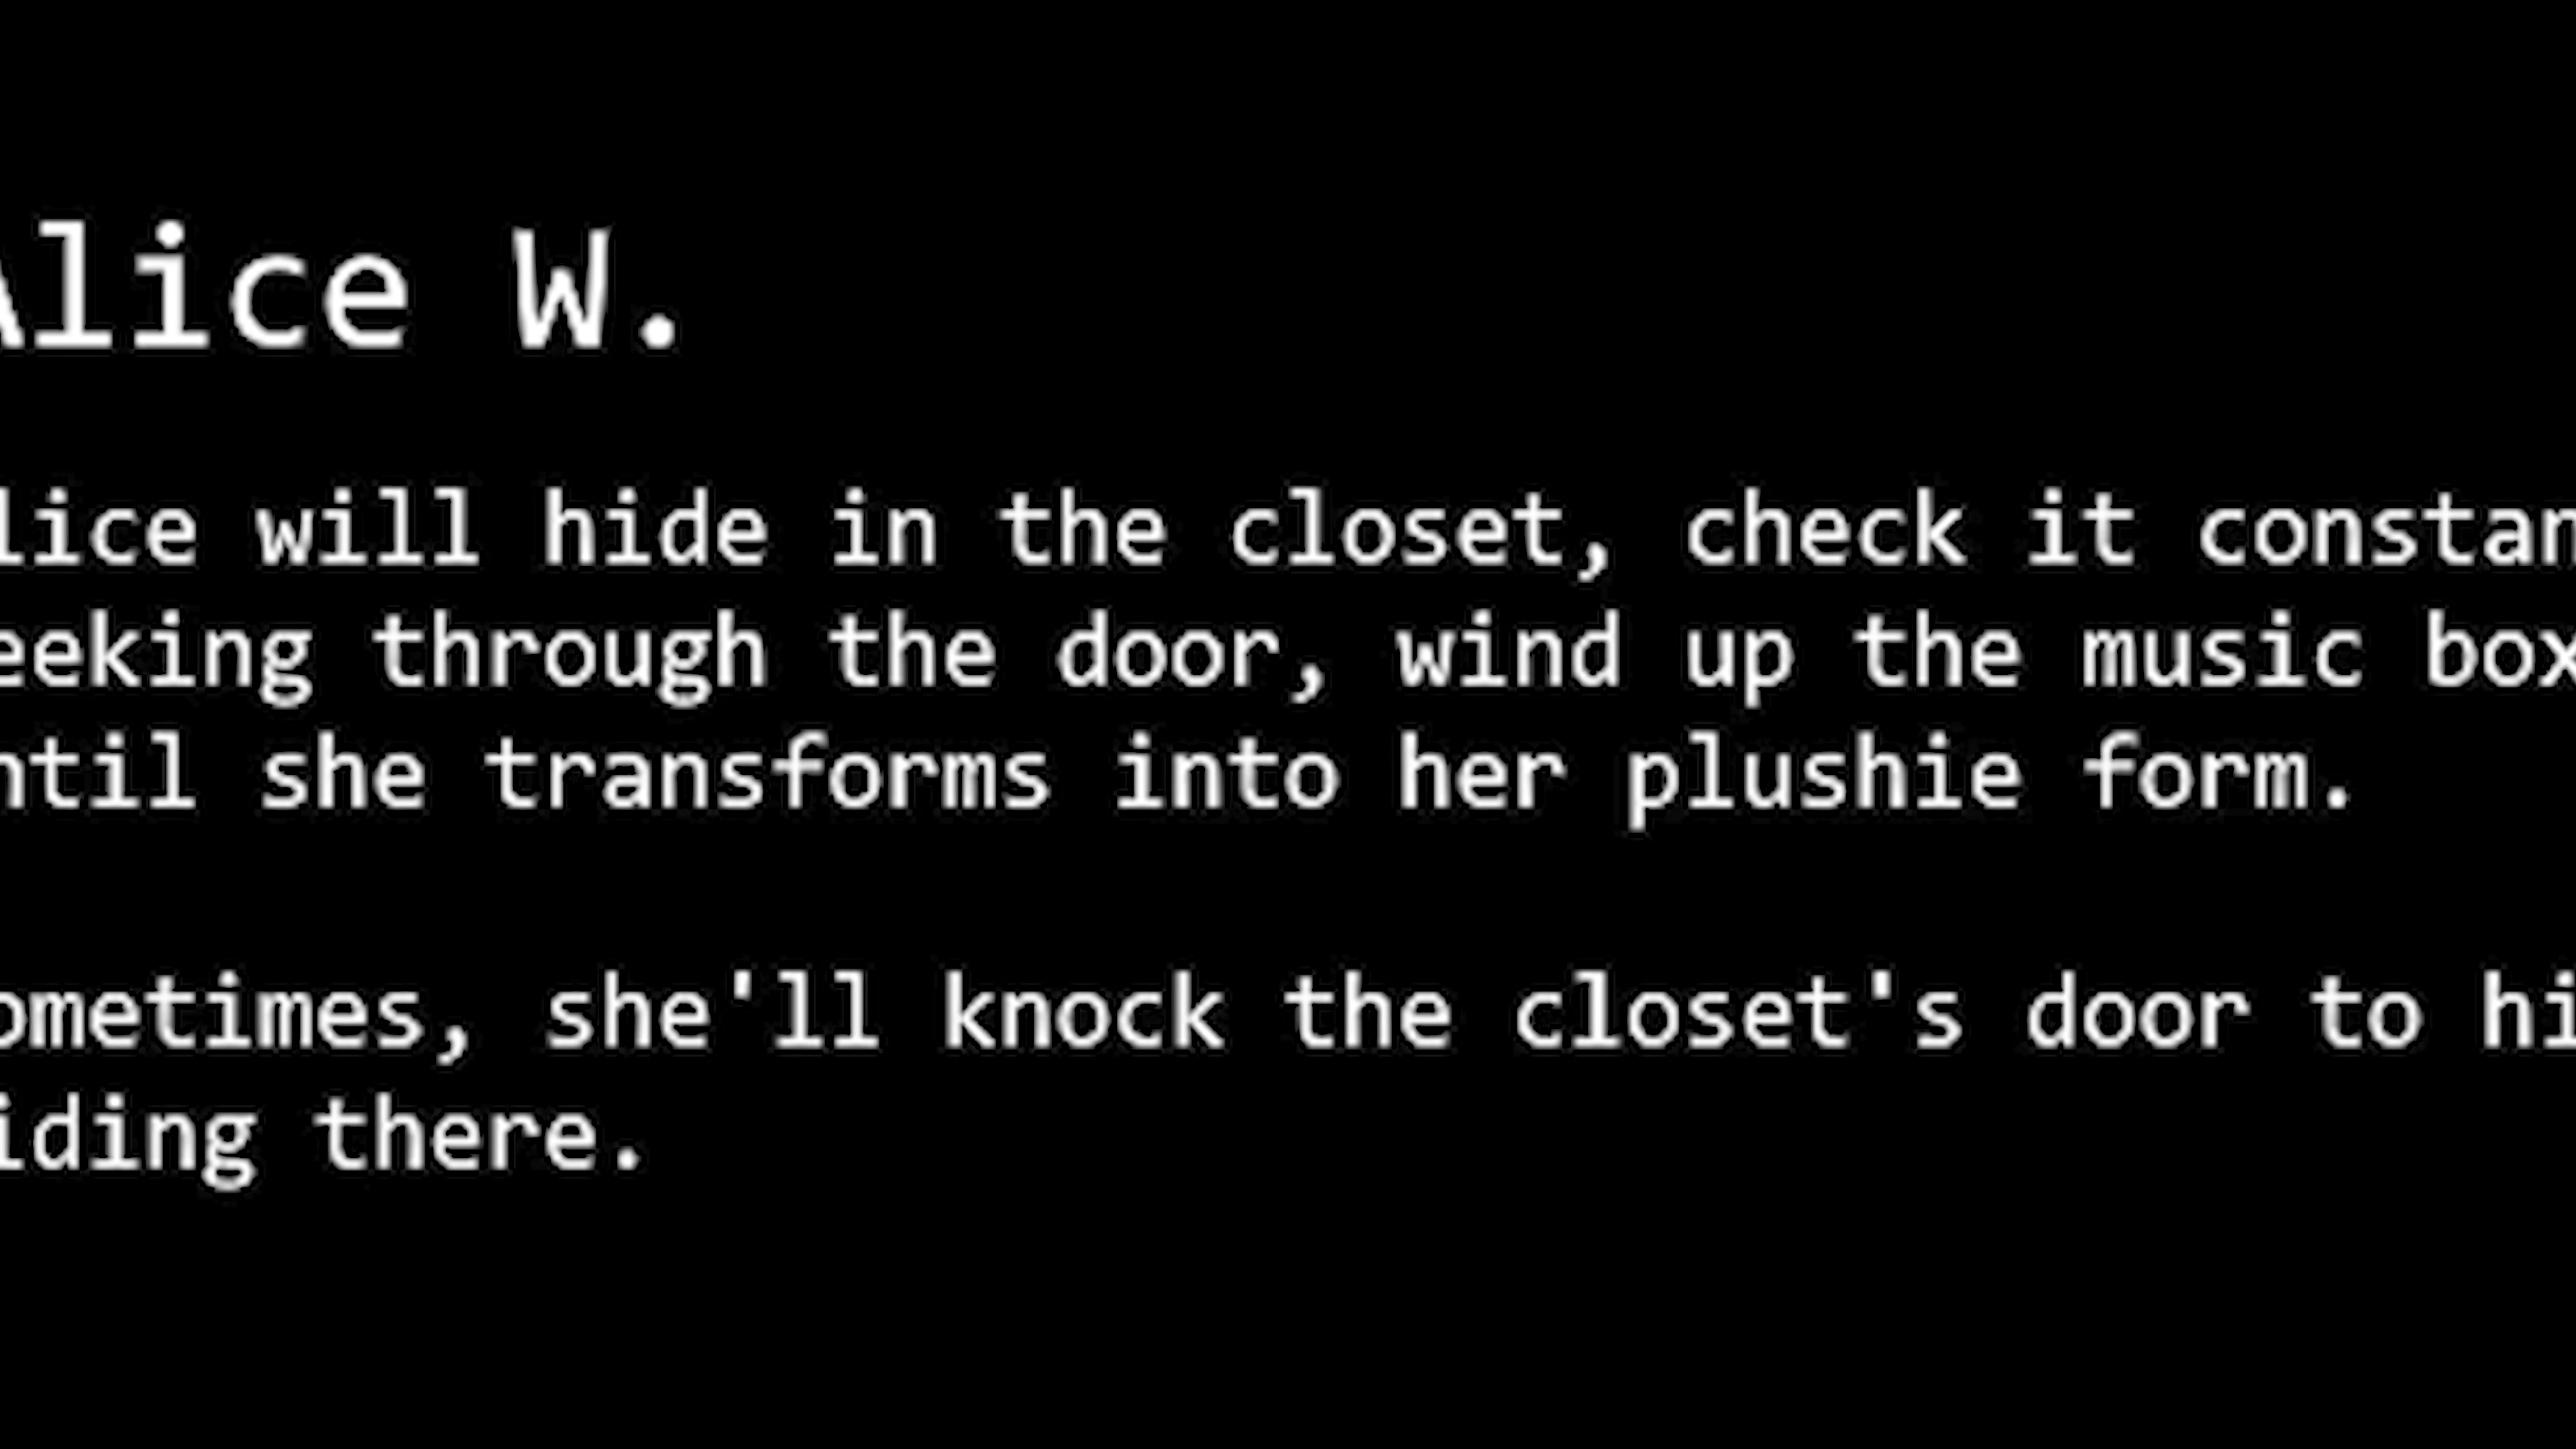 Alice W.
lice will hide in the closet, check it constan
eeking through the door, wind up the music box
ntil she transforms into her plushie form.
ometimes, she'll knock the closet's door to hi
iding there.